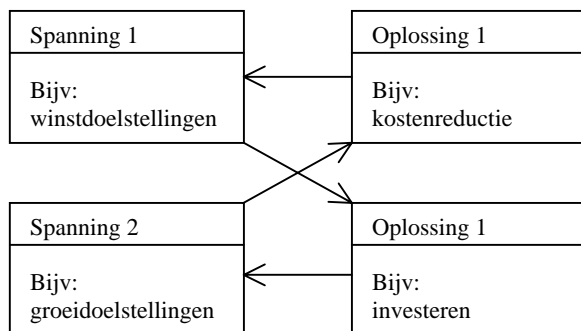 Spanning 1
Bijv:
winstdoelstellingen
Oplossing 1
Bijv:
kostenreductie
Spanning 2
Bijv:
groeidoelstellingen
Oplossing 1
Bijv:
investeren